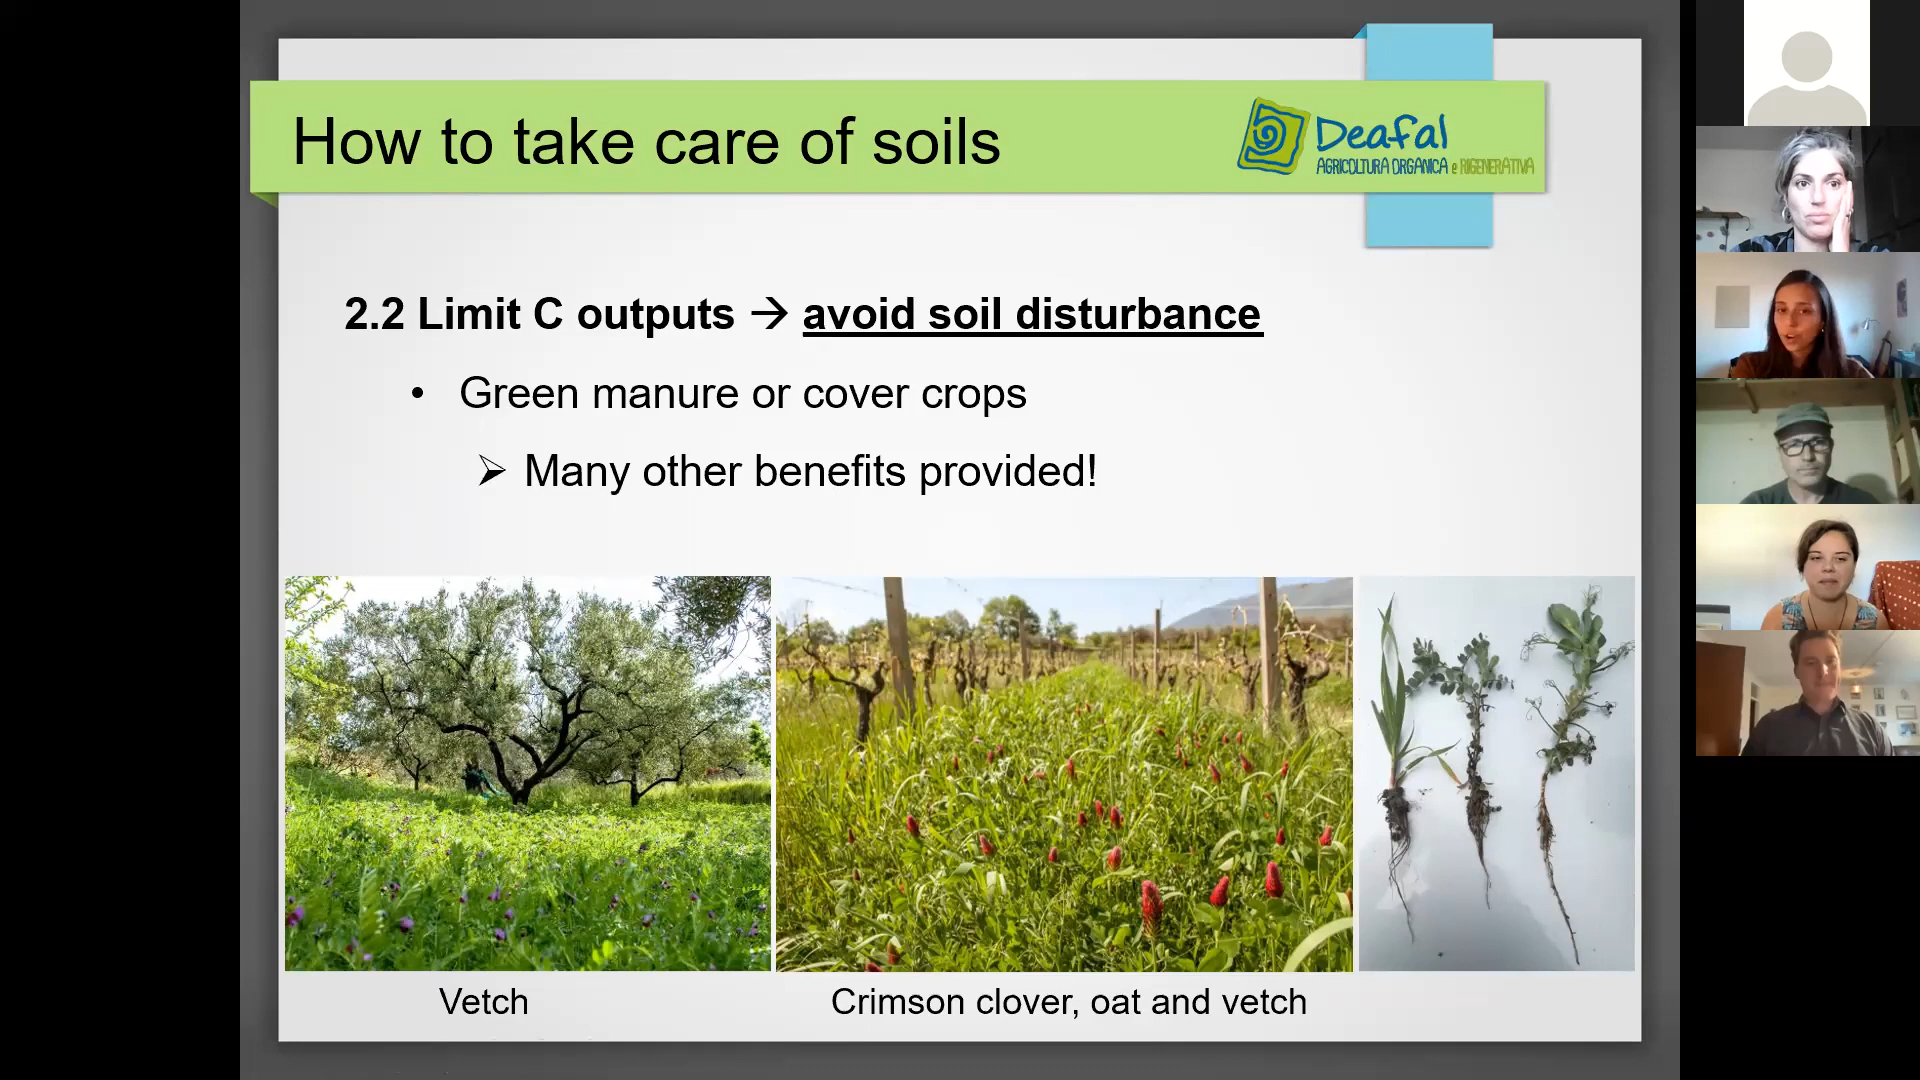 How to take care of soils
Deafal
AGRICOLTURA ORGANICA e RIGENERATIVA
2.2 Limit C outputs → avoid soil disturbance
• Green manure or cover crops
➢ Many other benefits provided!
Vetch
Crimson clover, oat and vetch